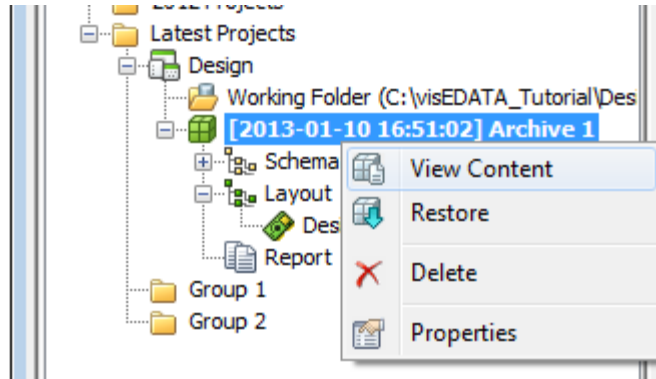 2012 Projects
Latest Projects
Design
Working Folder (C:\visEDATA_Tutorial\Des
[2013-01-10 16:51:02] Archive 1
Schema
View Content
Layout
Restore
Des
Report
Delete
Group 1
Group 2
Properties